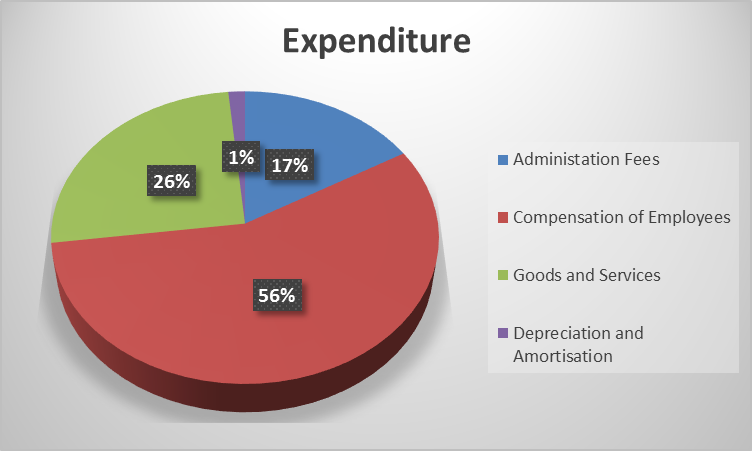 Expenditure
1%
17%
26%
56%
Administation Fees
Compensation of Employees
Goods and Services
Depreciation and
Amortisation